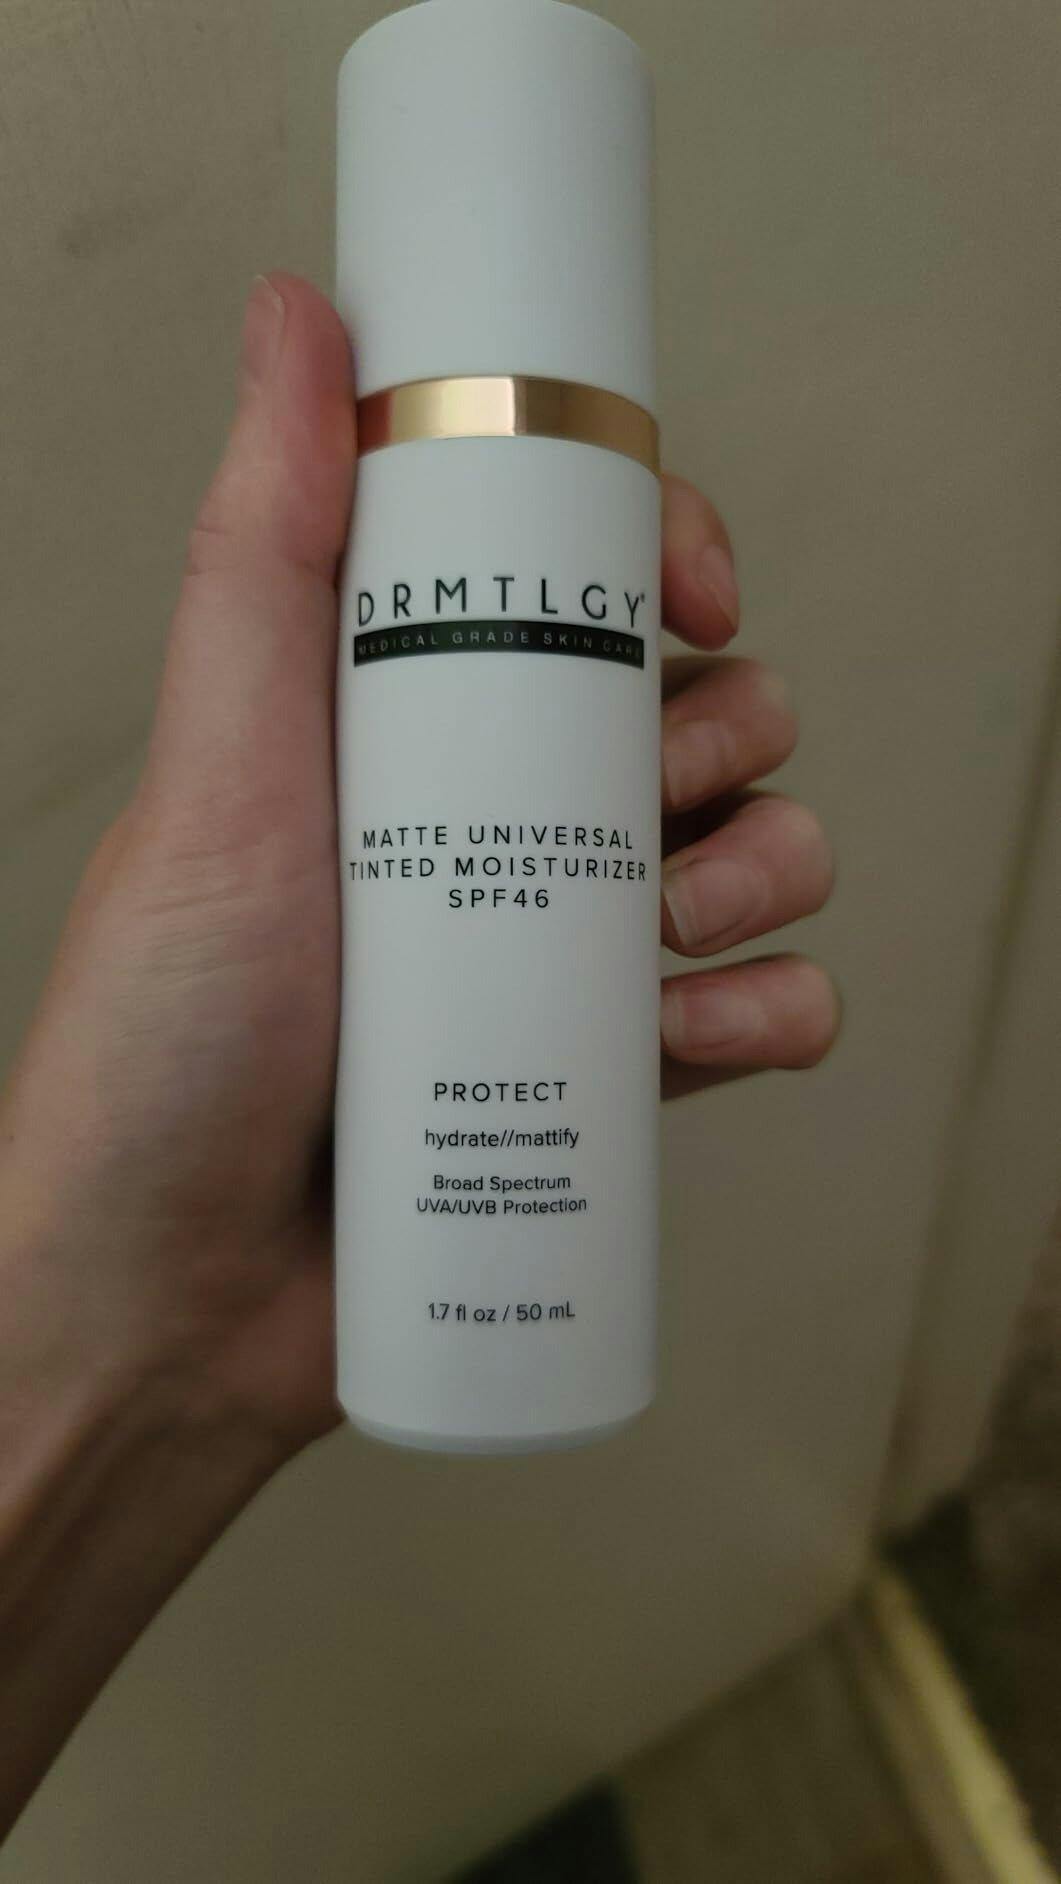 DRMTLGY®
MEDICAL GRADE SKIN CARE
MATTE UNIVERSAL
TINTED MOISTURIZER
SPF46
PROTECT
hydrate//mattify
Broad Spectrum
UVA/UVB Protection
1.7 fl oz / 50 mL